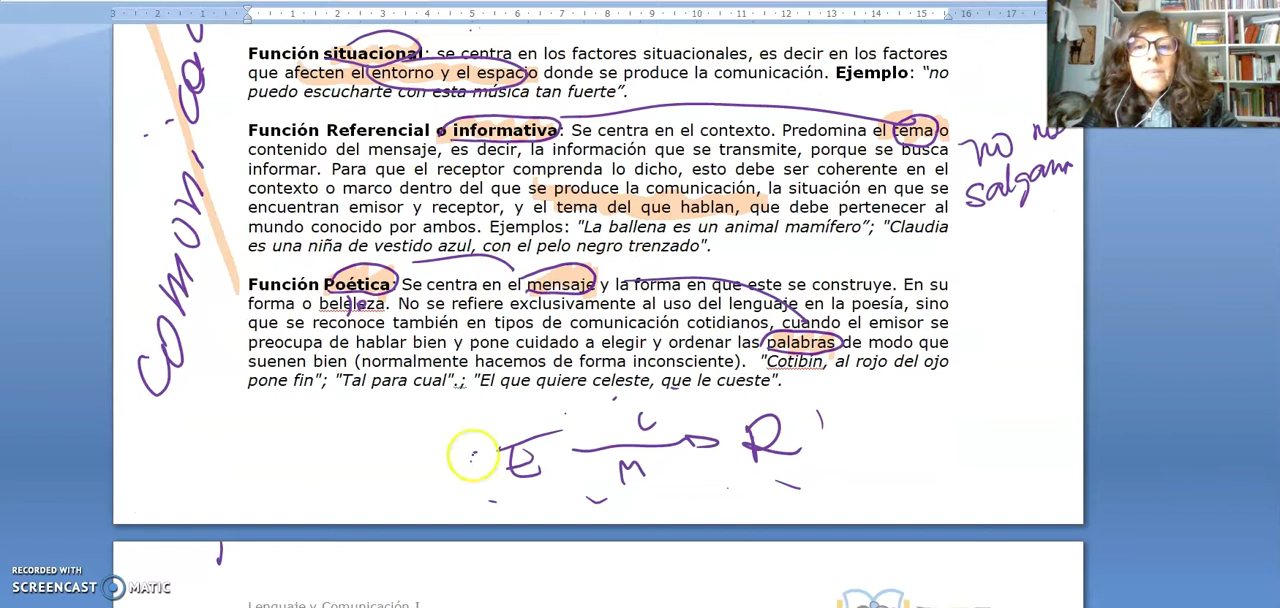 3 2 1 1 2 3 4 5 6 7 8 9 10 11 12 13 14 15 16 17
Función situacional: se centra en los factores situacionales, es decir en los factores
que afecten el entorno y el espacio donde se produce la comunicación. Ejemplo: "no
puedo escucharte con esta música tan fuerte".
Función Referencial o informativa: Se centra en el contexto. Predomina el tema o
contenido del mensaje, es decir, la información que se transmite, porque se busca
informar. Para que el receptor comprenda lo dicho, esto debe ser coherente en el
contexto o marco dentro del que se produce la comunicación, la situación en que se
encuentran emisor y receptor, y el tema del que hablan, que debe pertenecer al
mundo conocido por ambos. Ejemplos: "La ballena es un animal mamífero"; "Claudia
es una niña de vestido azul, con el pelo negro trenzado".
no no
salgam
Función Poética: Se centra en el mensaje y la forma en que este se construye. En su
forma o beleleza. No se refiere exclusivamente al uso del lenguaje en la poesía, sino
que se reconoce también en tipos de comunicación cotidianos, cuando el emisor se
preocupa de hablar bien y pone cuidado a elegir y ordenar las palabras de modo que
suenen bien (normalmente hacemos de forma inconsciente). "Cotibin, al rojo del ojo
pone fin"; "Tal para cual".; "El que quiere celeste, que le cueste".
E C M R
RECORDED WITH
SCREENCAST MATIC
Lenguaje y Comunicación I